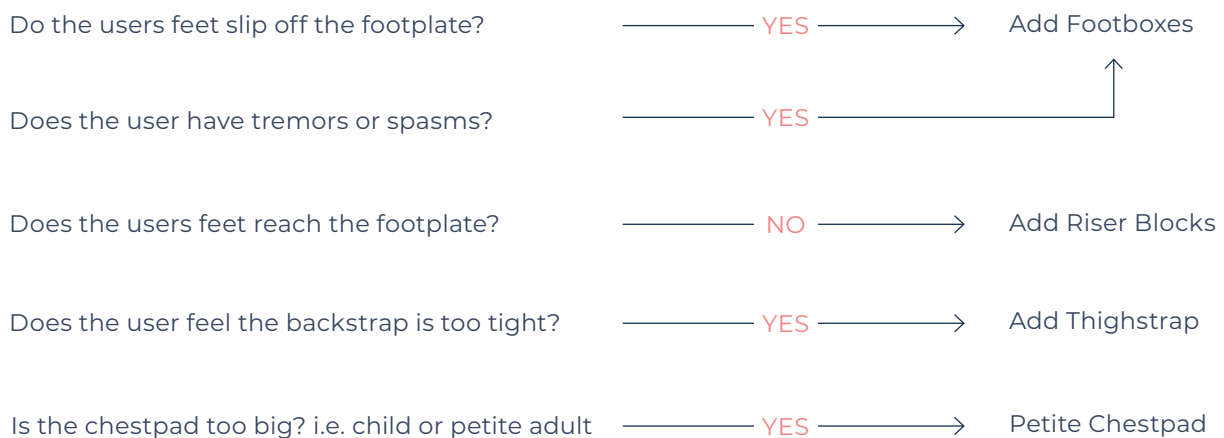 Do the users feet slip off the footplate? YES Add Footboxes
Does the user have tremors or spasms? YES
Does the users feet reach the footplate? NO Add Riser Blocks
Does the user feel the backstrap is too tight? YES Add Thighstrap
Is the chestpad too big? i.e. child or petite adult YES Petite Chestpad